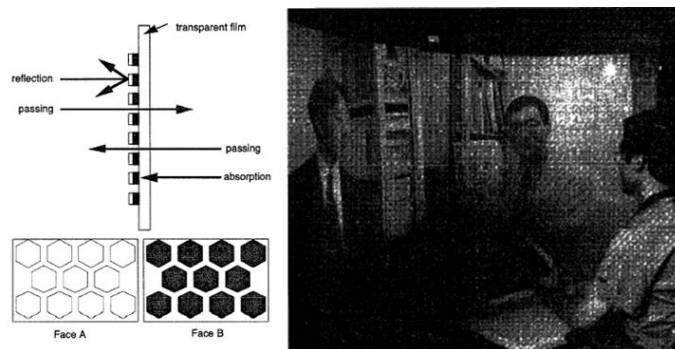 transparent film
reflection
passing
passing
absorption
Face A
Face B